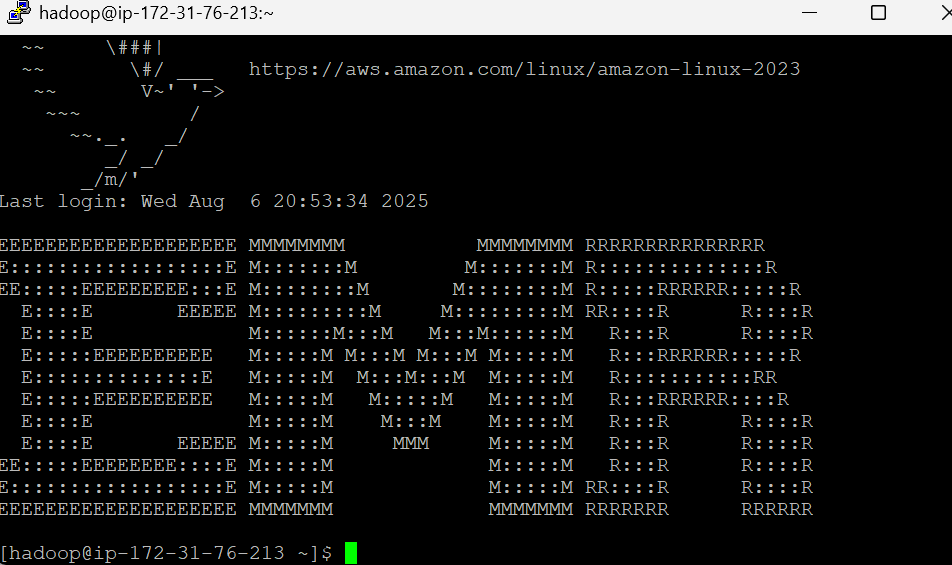 hadoop@ip-172-31-76-213:~
  ~~     \###|
  ~~       \#/ ___   https://aws.amazon.com/linux/amazon-linux-2023
   ~~       V~' '->
    ~~~         /
      ~~._.   _/
         _/ _/
       _/m/'
Last login: Wed Aug  6 20:53:34 2025
EEEEEEEEEEEEEEEEEEEE MMMMMMMM           MMMMMMMM RRRRRRRRRRRRRRR
E::::::::::::::::::E M:::::::M         M:::::::M R::::::::::::::R
EE:::::EEEEEEEEE:::E M::::::::M       M::::::::M R:::::RRRRRR:::::R
  E::::E       EEEEE M:::::::::M     M:::::::::M RR::::R      R::::R
  E::::E             M::::::M:::M   M:::M::::::M   R:::R      R::::R
  E:::::EEEEEEEEEE   M:::::M M:::M M:::M M:::::M   R:::RRRRRR:::::R
  E::::::::::::::E   M:::::M  M:::M:::M  M:::::M   R:::::::::::RR
  E:::::EEEEEEEEEE   M:::::M   M:::::M   M:::::M   R:::RRRRRR::::R
  E::::E             M:::::M    M:::M    M:::::M   R:::R      R::::R
  E::::E       EEEEE M:::::M     MMM     M:::::M   R:::R      R::::R
EE:::::EEEEEEEE::::E M:::::M             M:::::M   R:::R      R::::R
E::::::::::::::::::E M:::::M             M:::::M RR::::R      R::::R
EEEEEEEEEEEEEEEEEEEE MMMMMMM             MMMMMMM RRRRRRR      RRRRRR
[hadoop@ip-172-31-76-213 ~]$